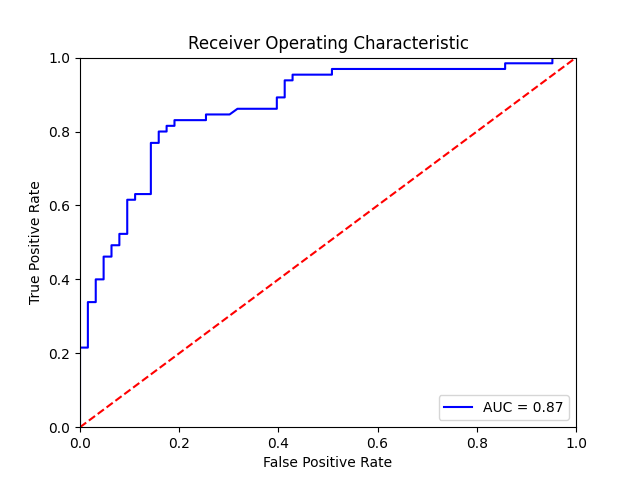 Receiver Operating Characteristic
1.0
0.8
0.6
0.4
0.2
0.0
True Positive Rate
AUC = 0.87
0.0 0.2 0.4 0.6 0.8 1.0
False Positive Rate